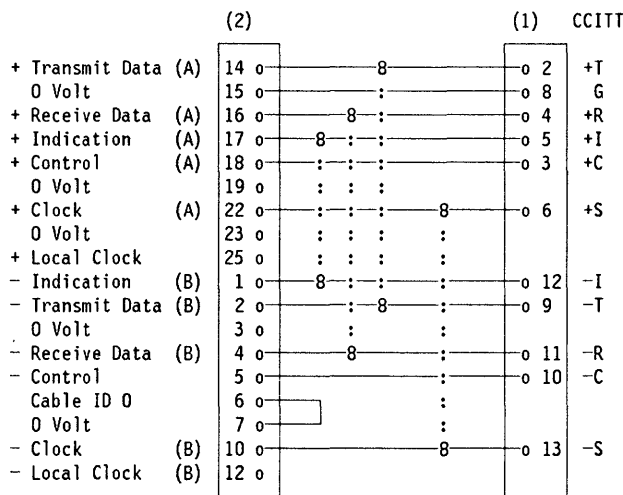 (2) (1) CCITT
+ Transmit Data (A) 14 o 8 o 2 +T
0 Volt 15 o : o 8 G
+ Receive Data (A) 16 o 8 : o 4 +R
+ Indication (A) 17 o 8 : : o 5 +I
+ Control (A) 18 o : : : o 3 +C
0 Volt 19 o : : :
+ Clock (A) 22 o : : : 8 o 6 +S
0 Volt 23 o : : : :
+ Local Clock 25 o : : : :
- Indication (B) 1 o 8 : : : o 12 -I
- Transmit Data (B) 2 o : 8 : o 9 -T
0 Volt 3 o : :
- Receive Data (B) 4 o 8 : o 11 -R
- Control 5 o : o 10 -C
Cable ID 0 6 o :
0 Volt 7 o :
- Clock (B) 10 o 8 o 13 -S
- Local Clock (B) 12 o